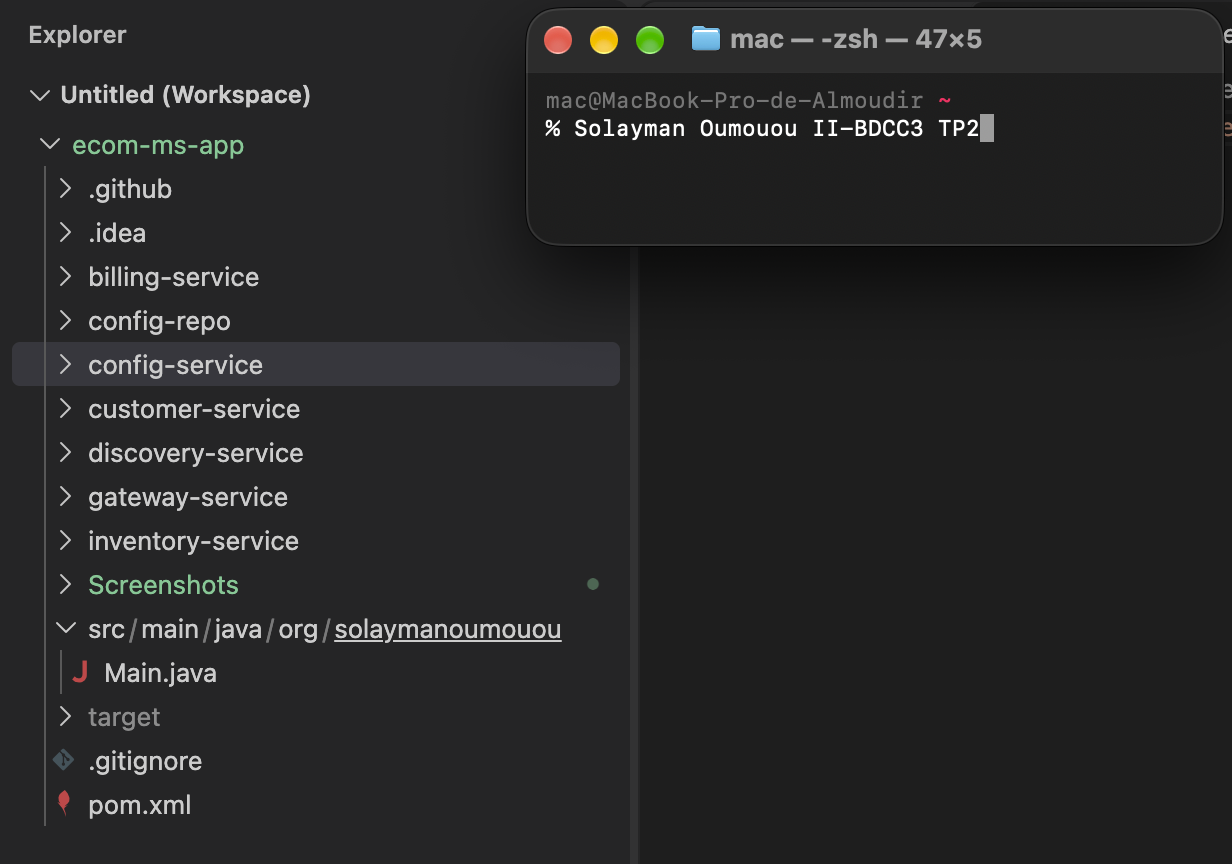 Explorer
Untitled (Workspace)
ecom-ms-app
.github
.idea
billing-service
config-repo
config-service
customer-service
discovery-service
gateway-service
inventory-service
Screenshots
src/main/java/org/solaymanoumouou
J Main.java
target
.gitignore
pom.xml
mac — -zsh — 47×5
mac@MacBook-Pro-de-Almoudir ~
% Solayman Oumouou II-BDCC3 TP2